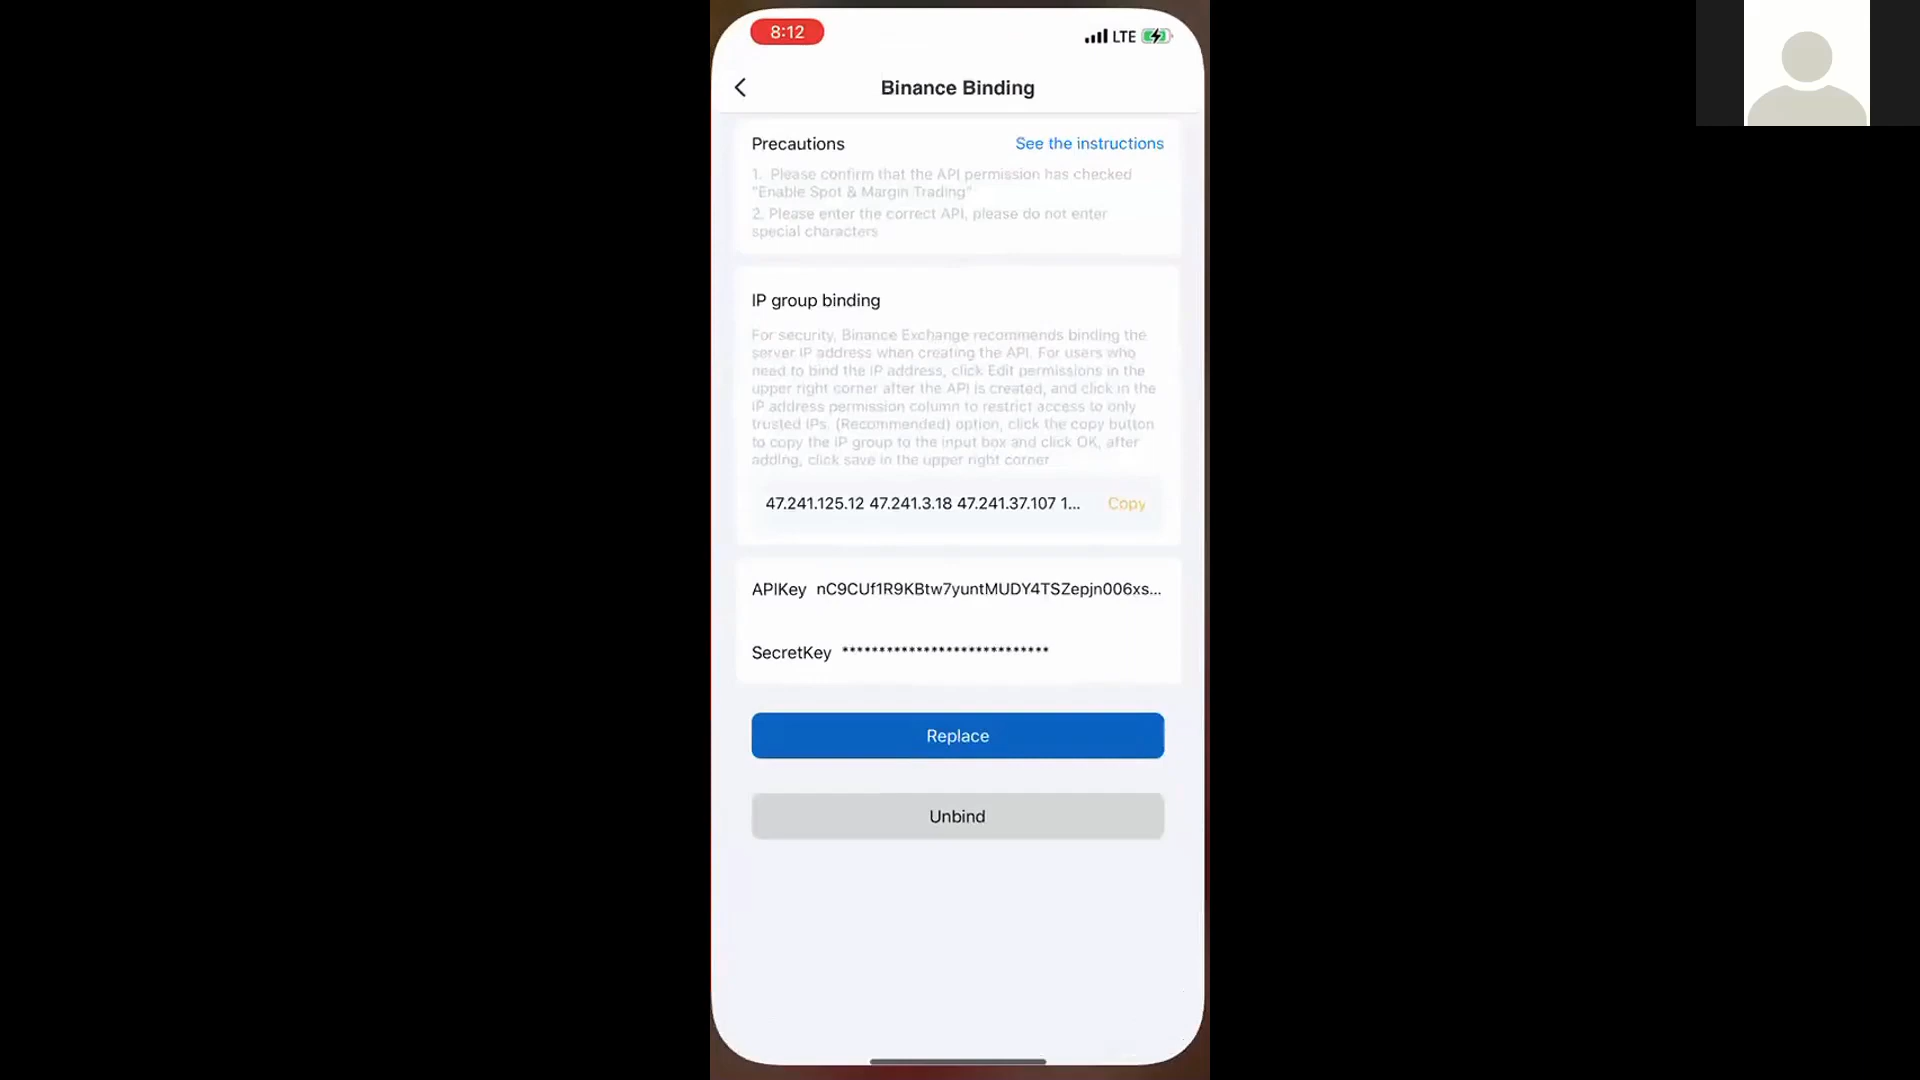 8:12
LTE
Binance Binding
Precautions
See the instructions
1. Please confirm that the API permission has checked
"Enable Spot & Margin Trading"
2. Please enter the correct API, please do not enter
special characters
IP group binding
For security, Binance Exchange recommends binding the
server IP address when creating the API. For users who
need to bind the IP address, click Edit permissions in the
upper right corner after the API is created, and click in the
IP address permission column to restrict access to only
trusted IPs. (Recommended) option, click the copy button
to copy the IP group to the input box and click OK, after
adding, click save in the upper right corner
47.241.125.12 47.241.3.18 47.241.37.107 1...
Copy
APIKey nC9CUf1R9KBtw7yuntMUDY4TSZepjn006xs...
SecretKey ****************************
Replace
Unbind